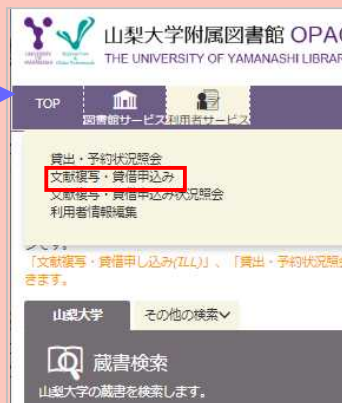 山梨大学附属図書館 OPAC
THE UNIVERSITY OF YAMANASHI LIBRAR
TOP
図書館サービス 利用者サービス
貸出・予約状況照会
文献複写・貸借申込み
文献複写・貸借申込み状況照会
利用者情報編集
です。
「文献複写・貸借申し込み(ILL)」、「貸出・予約状況照会
きます。
山梨大学 その他の検索
蔵書検索
山梨大学の蔵書を検索します。